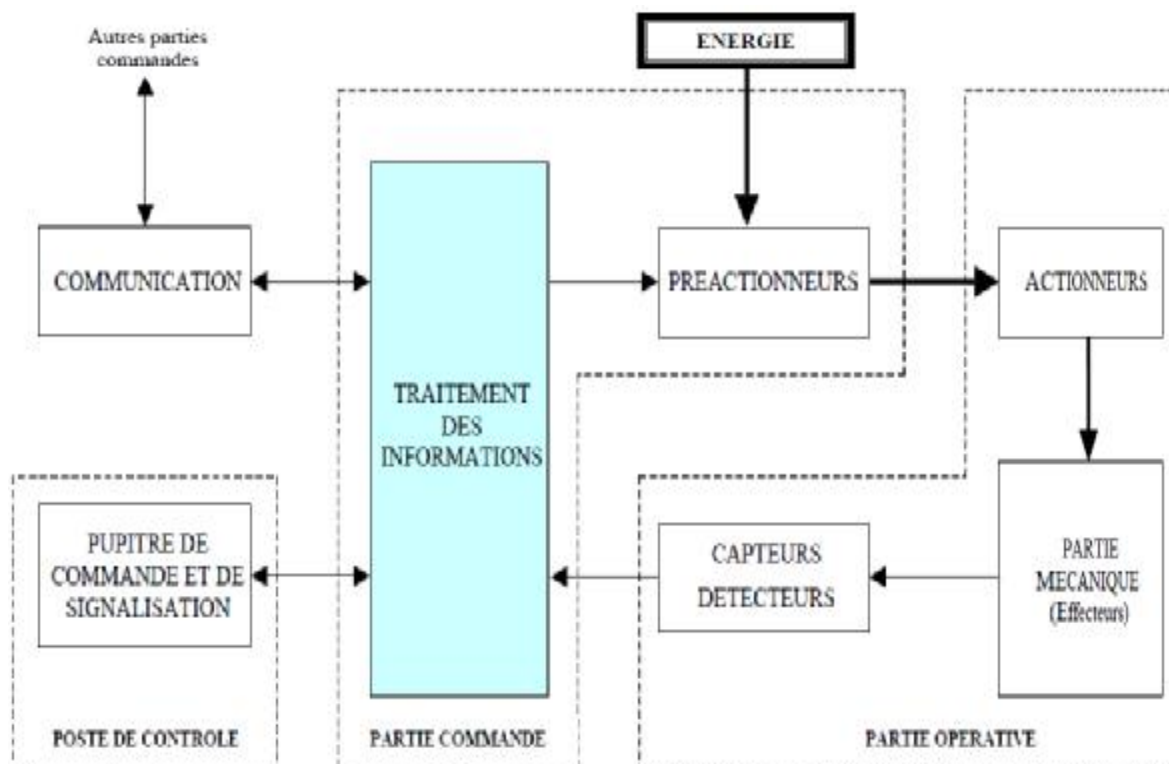 Autres parties
commandes
ENERGIE
COMMUNICATION
PREACTIONNEURS
ACTIONNEURS
TRAITEMENT
DES
INFORMATIONS
PUPITRE DE
COMMANDE ET DE
SIGNALISATION
CAPTEURS
DETECTEURS
PARTIE
MECANIQUE
(Effecteurs)
POSTE DE CONTROLE
PARTIE COMMANDE
PARTIE OPERATIVE